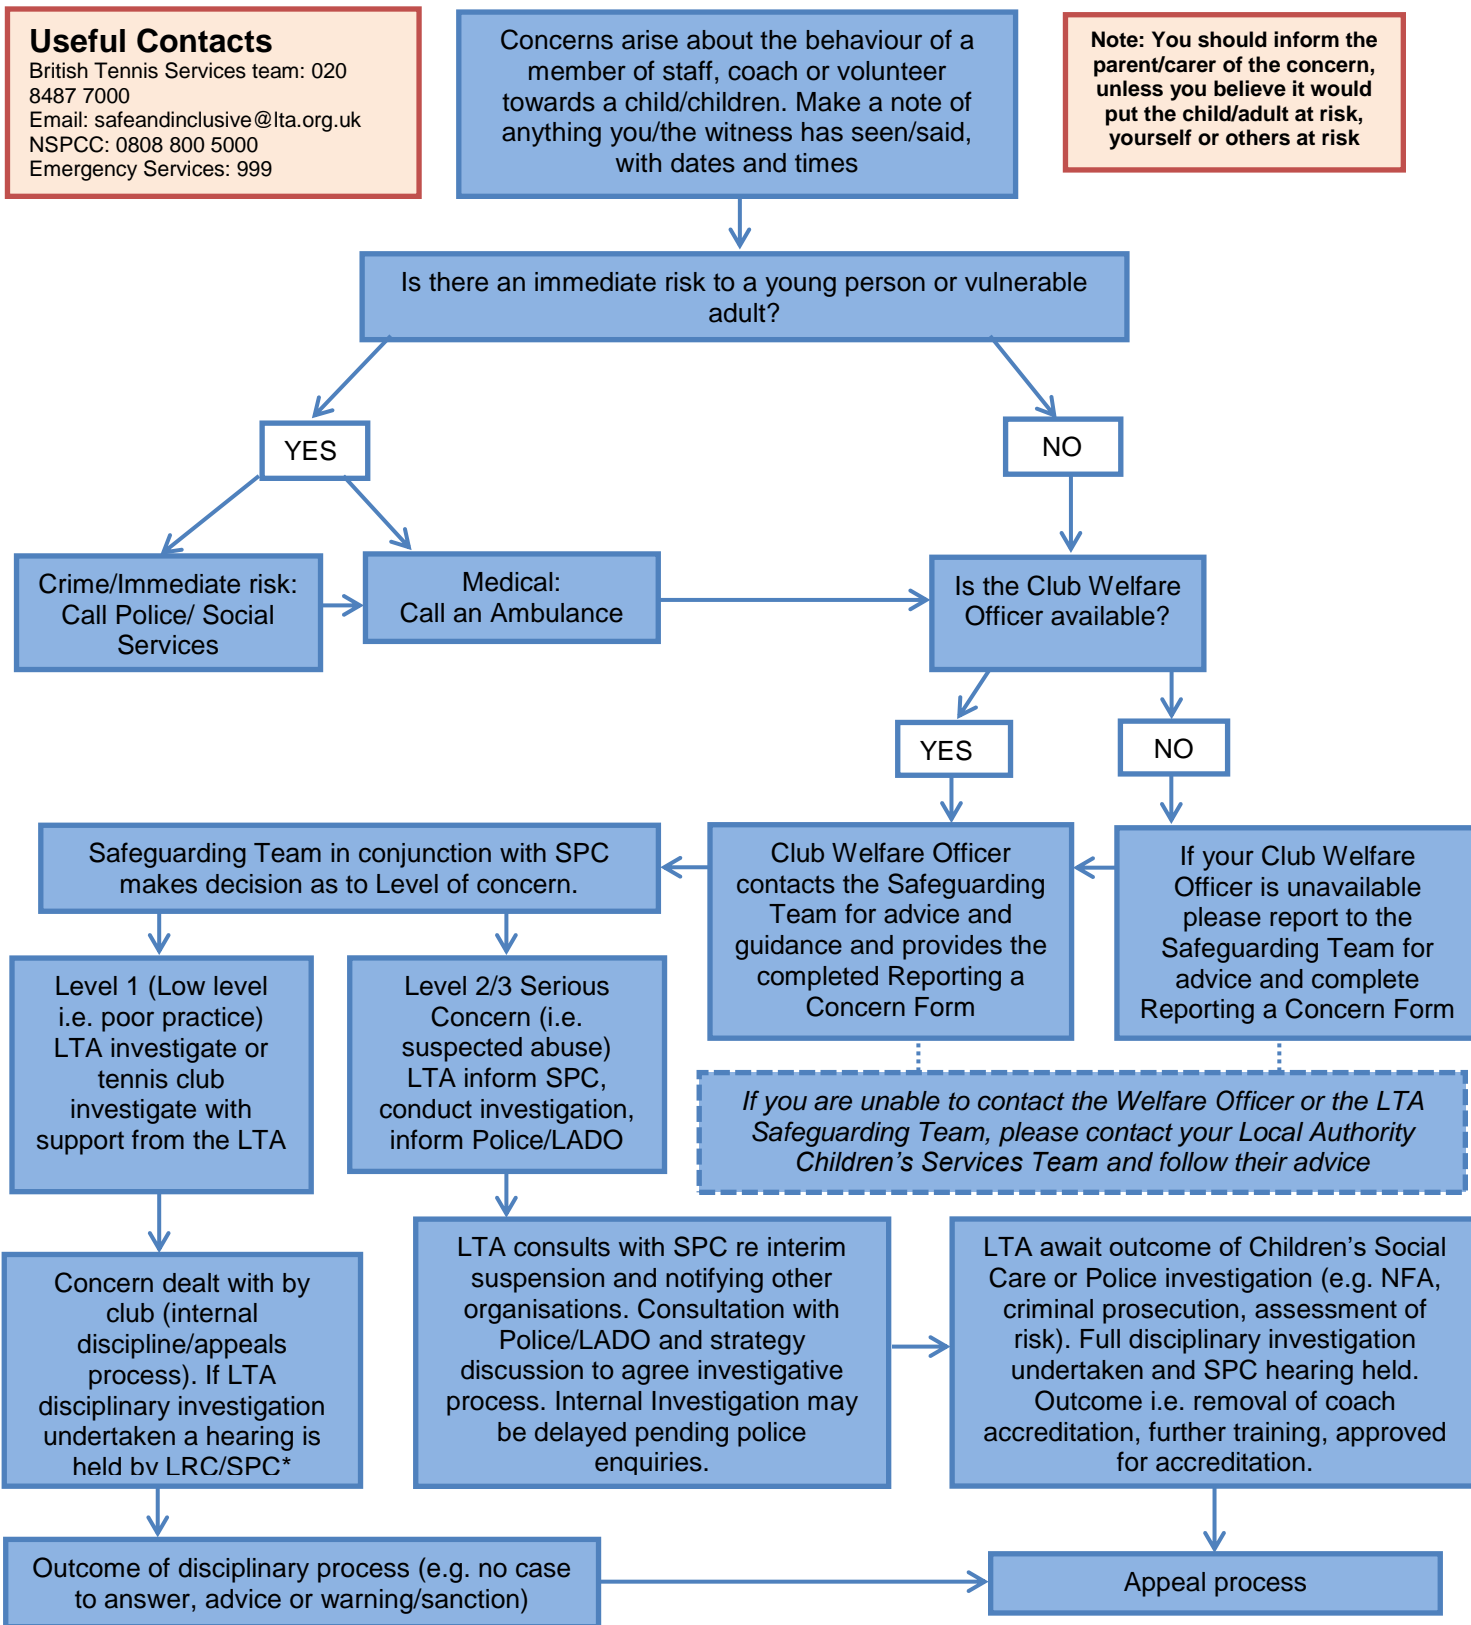 Useful Contacts
British Tennis Services team: 020
8487 7000
Email: safeandinclusive@lta.org.uk
NSPCC: 0808 800 5000
Emergency Services: 999
Concerns arise about the behaviour of a
member of staff, coach or volunteer
towards a child/children. Make a note of
anything you/the witness has seen/said,
with dates and times
Note: You should inform the
parent/carer of the concern,
unless you believe it would
put the child/adult at risk,
yourself or others at risk
Is there an immediate risk to a young person or vulnerable
adult?
YES
NO
Crime/Immediate risk:
Call Police/ Social
Services
Medical:
Call an Ambulance
Is the Club Welfare
Officer available?
YES
NO
Safeguarding Team in conjunction with SPC
makes decision as to Level of concern.
Club Welfare Officer
contacts the Safeguarding
Team for advice and
guidance and provides the
completed Reporting a
Concern Form
If your Club Welfare
Officer is unavailable
please report to the
Safeguarding Team for
advice and complete
Reporting a Concern Form
Level 1 (Low level
i.e. poor practice)
LTA investigate or
tennis club
investigate with
support from the LTA
Level 2/3 Serious
Concern (i.e.
suspected abuse)
LTA inform SPC,
conduct investigation,
inform Police/LADO
If you are unable to contact the Welfare Officer or the LTA
Safeguarding Team, please contact your Local Authority
Children’s Services Team and follow their advice
Concern dealt with by
club (internal
discipline/appeals
process). If LTA
disciplinary investigation
undertaken a hearing is
held by LRC/SPC*
LTA consults with SPC re interim
suspension and notifying other
organisations. Consultation with
Police/LADO and strategy
discussion to agree investigative
process. Internal Investigation may
be delayed pending police
enquiries.
LTA await outcome of Children’s Social
Care or Police investigation (e.g. NFA,
criminal prosecution, assessment of
risk). Full disciplinary investigation
undertaken and SPC hearing held.
Outcome i.e. removal of coach
accreditation, further training, approved
for accreditation.
Outcome of disciplinary process (e.g. no case
to answer, advice or warning/sanction)
Appeal process